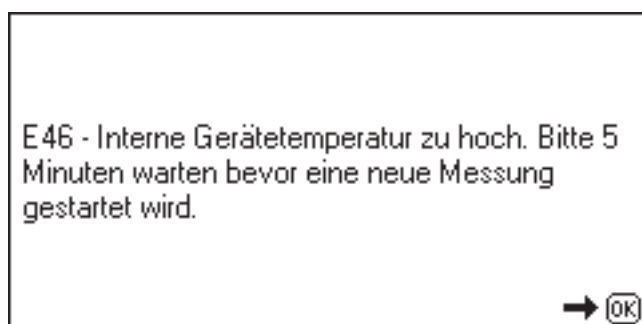 E46 - Interne Gerätetemperatur zu hoch. Bitte 5
Minuten warten bevor eine neue Messung
gestartet wird.
➡ OK